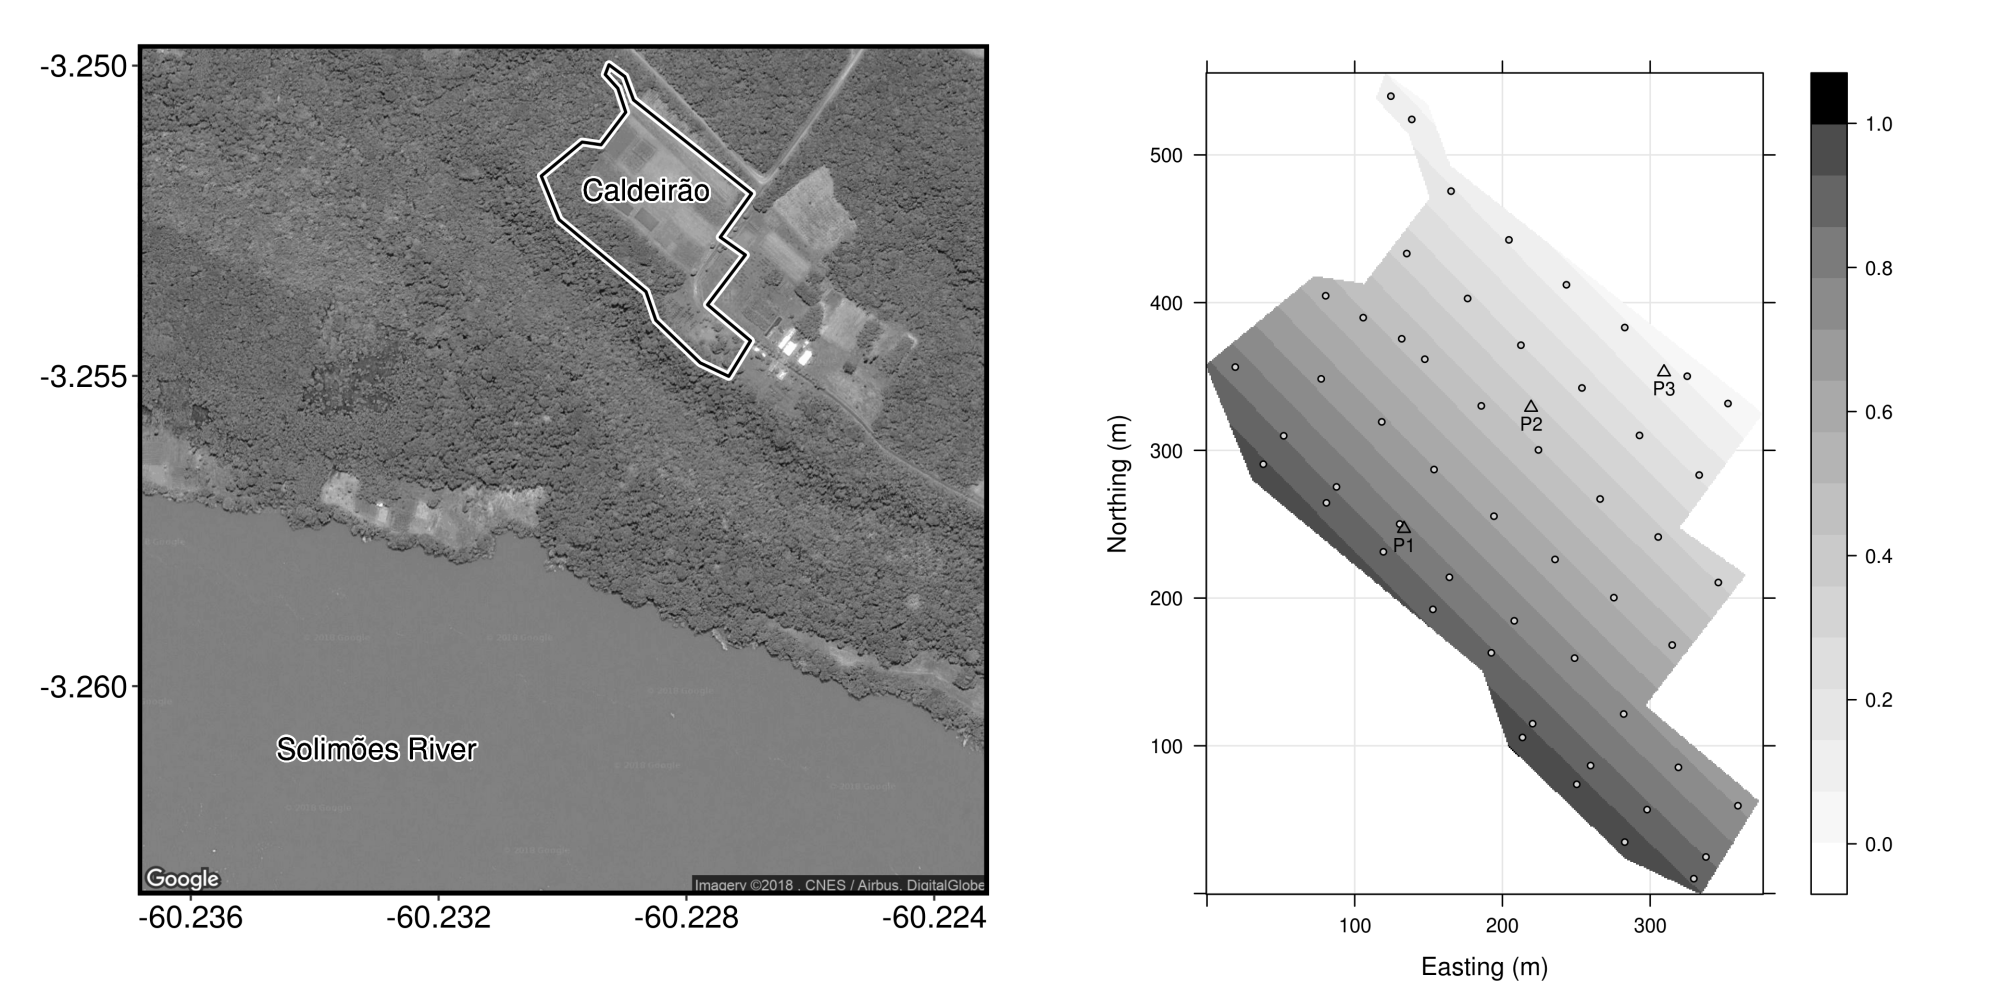 -3.250
-3.255
-3.260
-60.236
-60.232
-60.228
-60.224
Caldeirão
Solimões River
Google
Imagery ©2018 , CNES / Airbus, DigitalGlobe
500
400
300
200
100
Northing (m)
100
200
300
Easting (m)
P3
P2
P1
1.0
0.8
0.6
0.4
0.2
0.0